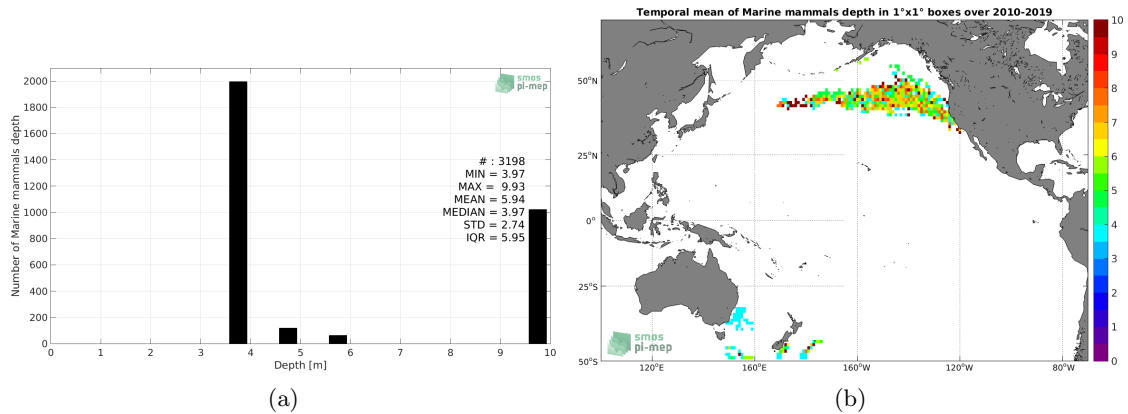 2000
1800
1600
1400
1200
1000
800
600
400
200
0
Number of Marine mammals depth
smos
pi-mep
# : 3198
MIN = 3.97
MAX = 9.93
MEAN = 5.94
MEDIAN = 3.97
STD = 2.74
IQR = 5.95
0 1 2 3 4 5 6 7 8 9 10
Depth [m]
(a)
Temporal mean of Marine mammals depth in 1°x1° boxes over 2010-2019
50°N
25°N
0°
25°S
50°S
smos
pi-mep
120°E 160°E 160°W 120°W 80°W
10
9
8
7
6
5
4
3
2
1
0
(b)